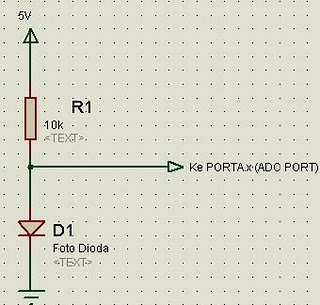 5V
R1
10k
<TEXT>
Ke PORTA.x (ADC PORT)
D1
Foto Dioda
<TEXT>